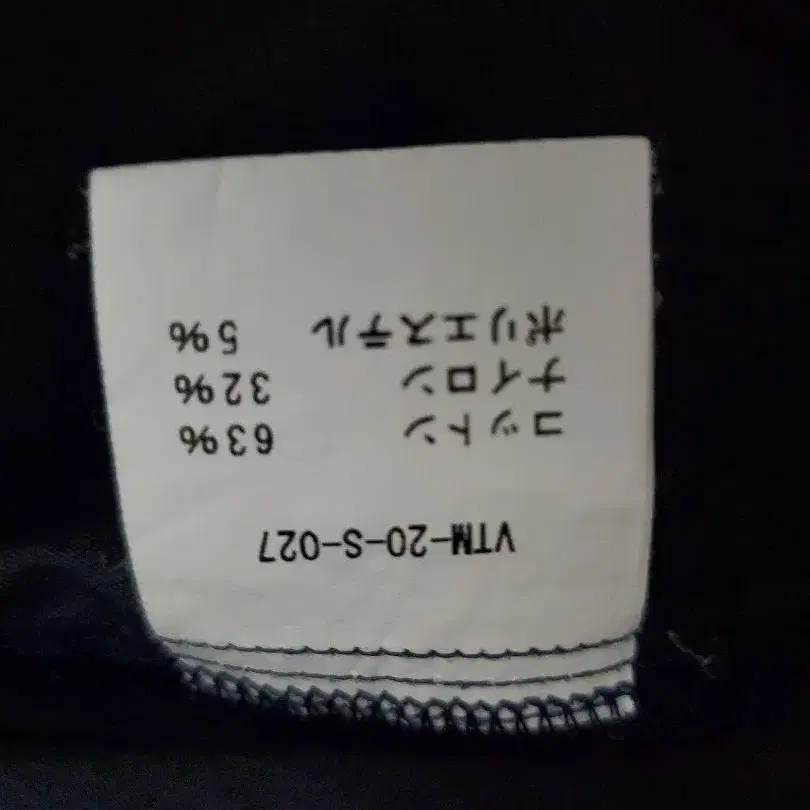 VTM-20-S-027
コットン 63%
ナイロン 32%
ポリエステル 5%